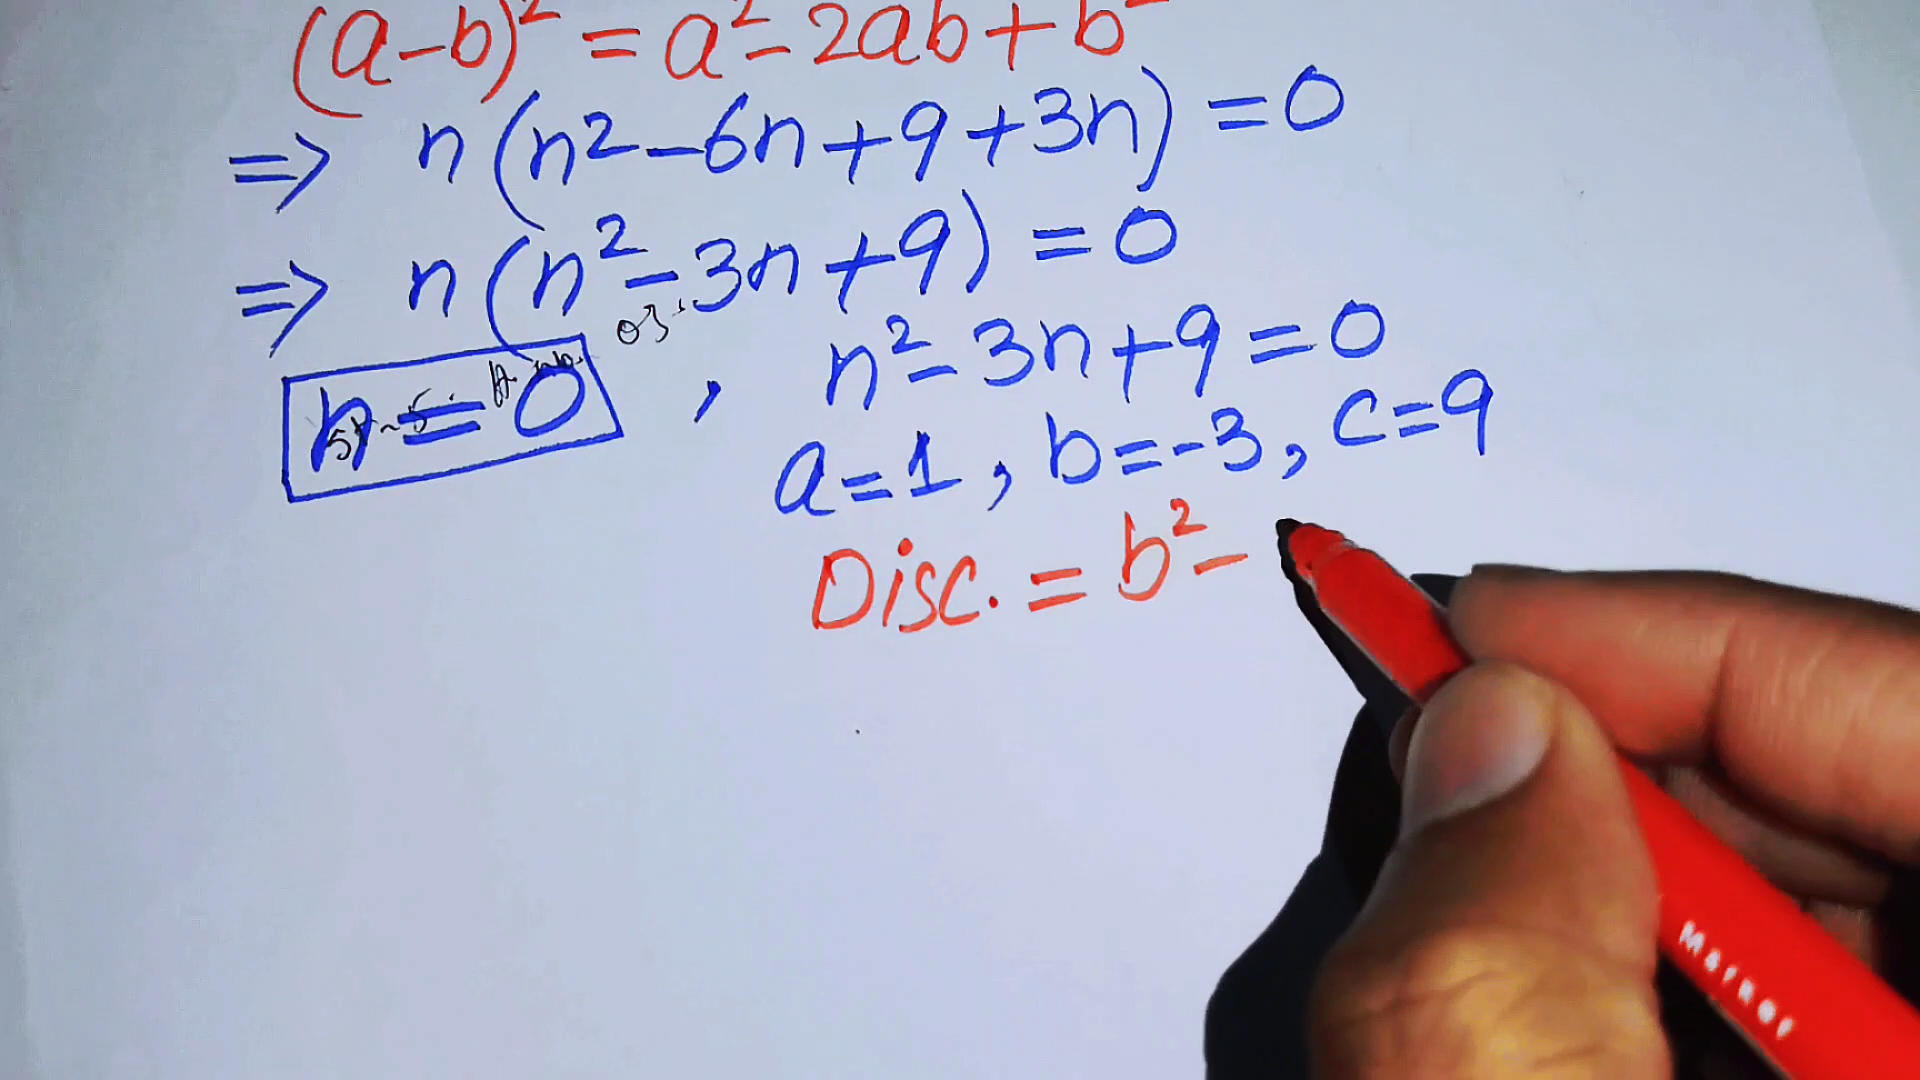 (a-b)² = a²-2ab+b²
=> n(n2-6n+9+3n)=0
=> n(n²-3n+9)=0
n=0 , n²-3n+9=0
a=1, b=-3, c=9
Disc. = b²-
Marker